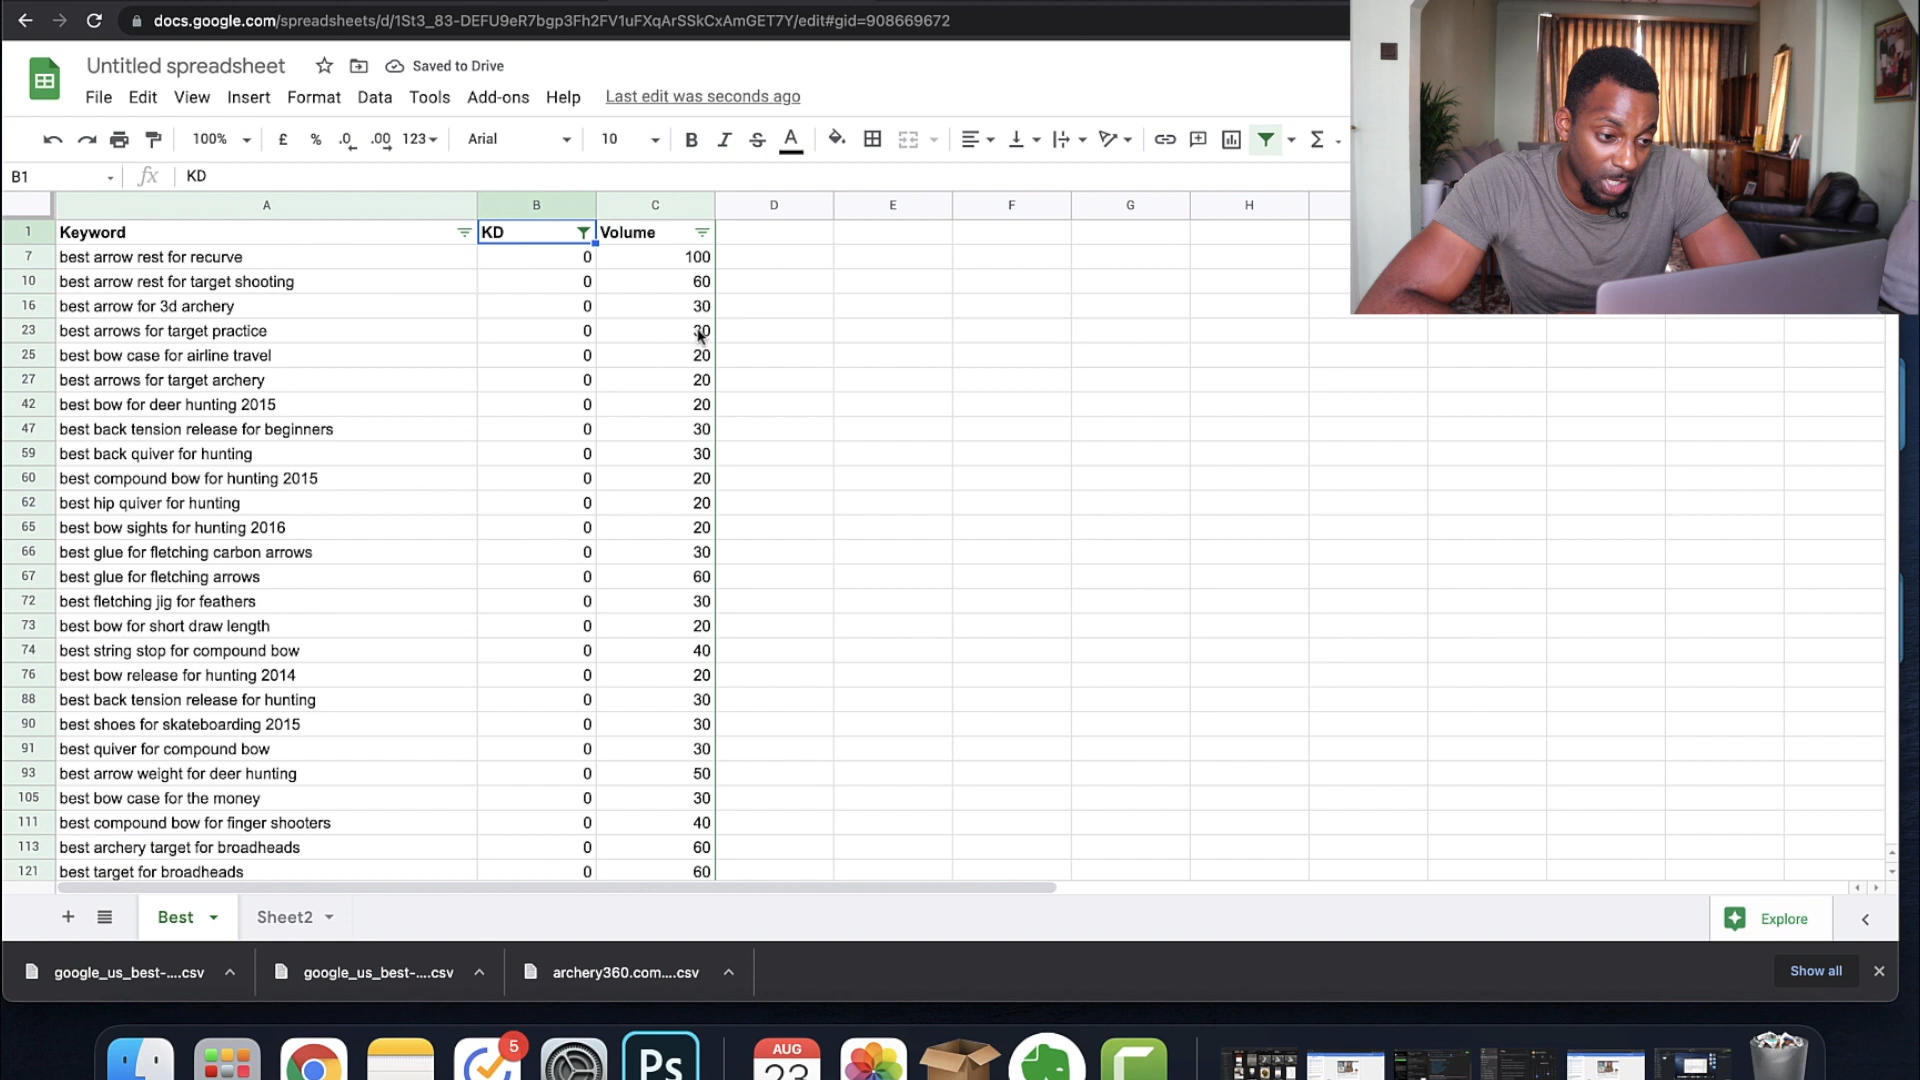 docs.google.com/spreadsheets/d/1St3_83-DEFU9eR7bgp3Fh2FV1uFXqArSSkCxAmGET7Y/edit#gid=908669672
Untitled spreadsheet Saved to Drive
File Edit View Insert Format Data Tools Add-ons Help Last edit was seconds ago
100% £ % .0 .00 123 Arial 10 B I S A Σ
B1 fx KD
A B C D E F G H
1 Keyword KD Volume
7 best arrow rest for recurve 0 100
10 best arrow rest for target shooting 0 60
16 best arrow for 3d archery 0 30
23 best arrows for target practice 0
25 best bow case for airline travel 0 20
27 best arrows for target archery 0 20
42 best bow for deer hunting 2015 0 20
47 best back tension release for beginners 0 30
59 best back quiver for hunting 0 30
60 best compound bow for hunting 2015 0 20
62 best hip quiver for hunting 0 20
65 best bow sights for hunting 2016 0 20
66 best glue for fletching carbon arrows 0 30
67 best glue for fletching arrows 0 60
72 best fletching jig for feathers 0 30
73 best bow for short draw length 0 20
74 best string stop for compound bow 0 40
76 best bow release for hunting 2014 0 20
88 best back tension release for hunting 0 30
90 best shoes for skateboarding 2015 0 30
91 best quiver for compound bow 0 30
93 best arrow weight for deer hunting 0 50
105 best bow case for the money 0 30
111 best compound bow for finger shooters 0 40
113 best archery target for broadheads 0 60
121 best target for broadheads 0 60
Best Sheet2 Explore
google_us_best-....csv google_us_best-....csv archery360.com....csv Show all
5 Ps AUG 23